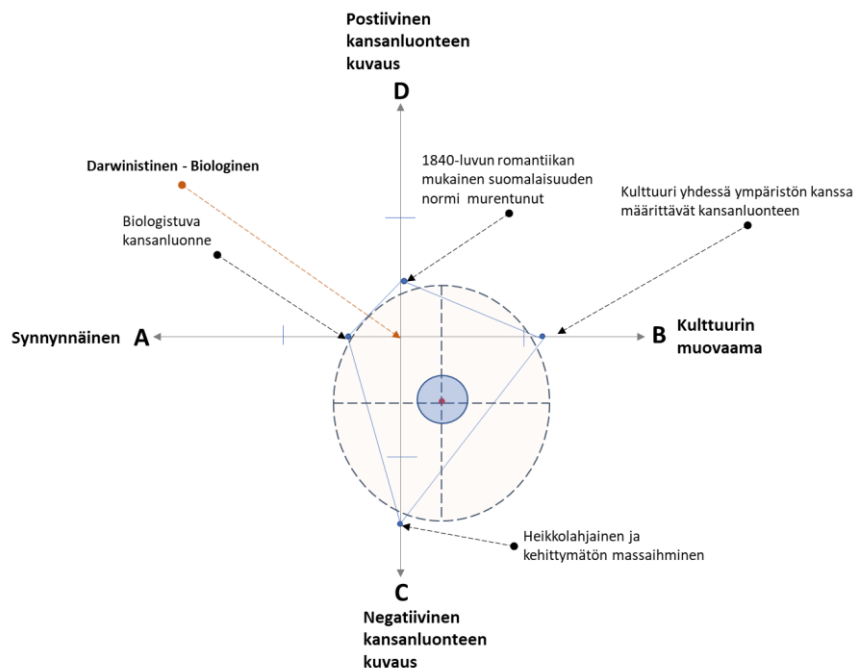 Postiivinen
kansanluonteen
kuvaus
D
Darwinistinen - Biologinen
1840-luvun romantiikan
mukainen suomalaisuuden
normi murentunut
Kulttuuri yhdessä ympäristön kanssa
määrittävät kansanluonteen
Biologistuva
kansanluonne
Synnynnäinen
A
B
Kulttuurin
muovaama
Heikkolahjainen ja
kehittymätön massaihminen
C
Negatiivinen
kansanluonteen
kuvaus